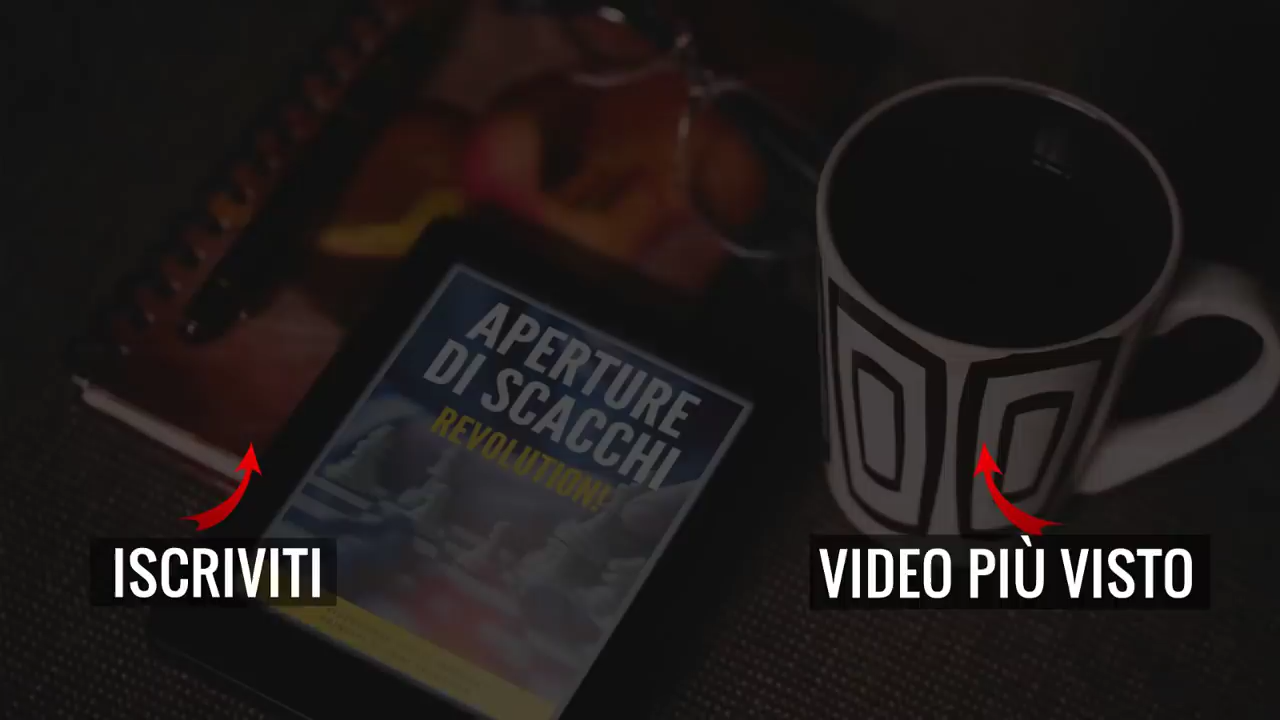 APERTURE
DI SCACCHI
REVOLUTION!
ISCRIVITI
VIDEO PIÙ VISTO